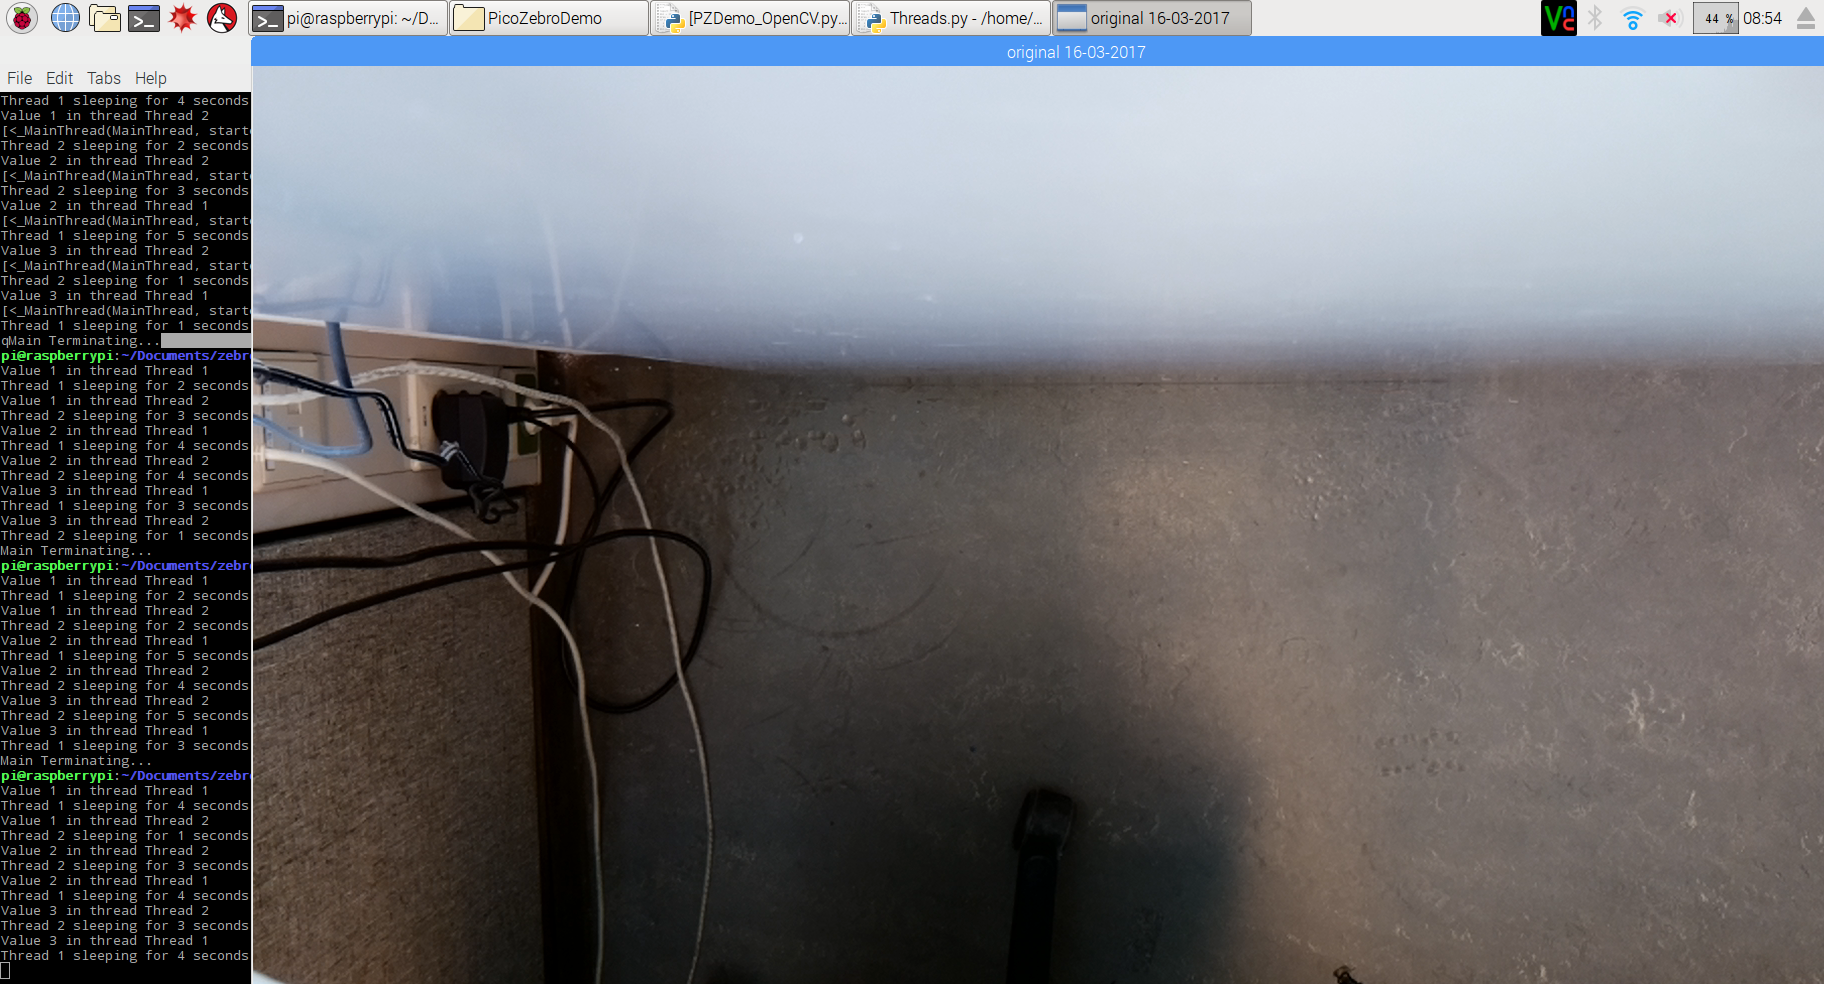 pi@raspberrypi: ~/D...
PicoZebroDemo
[PZDemo_OpenCV.py...
Threads.py - /home/...
original 16-03-2017
44 %
08:54
original 16-03-2017
File Edit Tabs Help
Thread 1 sleeping for 4 seconds
Value 1 in thread Thread 2
[<_MainThread(MainThread, starte
Thread 2 sleeping for 2 seconds
Value 2 in thread Thread 2
[<_MainThread(MainThread, starte
Thread 2 sleeping for 3 seconds
Value 2 in thread Thread 1
[<_MainThread(MainThread, starte
Thread 1 sleeping for 5 seconds
Value 3 in thread Thread 2
[<_MainThread(MainThread, starte
Thread 2 sleeping for 1 seconds
Value 3 in thread Thread 1
[<_MainThread(MainThread, starte
Thread 1 sleeping for 1 seconds
qMain Terminating...
pi@raspberrypi:~/Documents/zebro
Value 1 in thread Thread 1
Thread 1 sleeping for 2 seconds
Value 1 in thread Thread 2
Thread 2 sleeping for 3 seconds
Value 2 in thread Thread 1
Thread 1 sleeping for 4 seconds
Value 2 in thread Thread 2
Thread 2 sleeping for 4 seconds
Value 3 in thread Thread 1
Thread 1 sleeping for 3 seconds
Value 3 in thread Thread 2
Thread 2 sleeping for 1 seconds
Main Terminating...
pi@raspberrypi:~/Documents/zebro
Value 1 in thread Thread 1
Thread 1 sleeping for 2 seconds
Value 1 in thread Thread 2
Thread 2 sleeping for 2 seconds
Value 2 in thread Thread 1
Thread 1 sleeping for 5 seconds
Value 2 in thread Thread 2
Thread 2 sleeping for 4 seconds
Value 3 in thread Thread 2
Thread 2 sleeping for 5 seconds
Value 3 in thread Thread 1
Thread 1 sleeping for 3 seconds
Main Terminating...
pi@raspberrypi:~/Documents/zebro
Value 1 in thread Thread 1
Thread 1 sleeping for 4 seconds
Value 1 in thread Thread 2
Thread 2 sleeping for 1 seconds
Value 2 in thread Thread 2
Thread 2 sleeping for 3 seconds
Value 2 in thread Thread 1
Thread 1 sleeping for 4 seconds
Value 3 in thread Thread 2
Thread 2 sleeping for 3 seconds
Value 3 in thread Thread 1
Thread 1 sleeping for 4 seconds